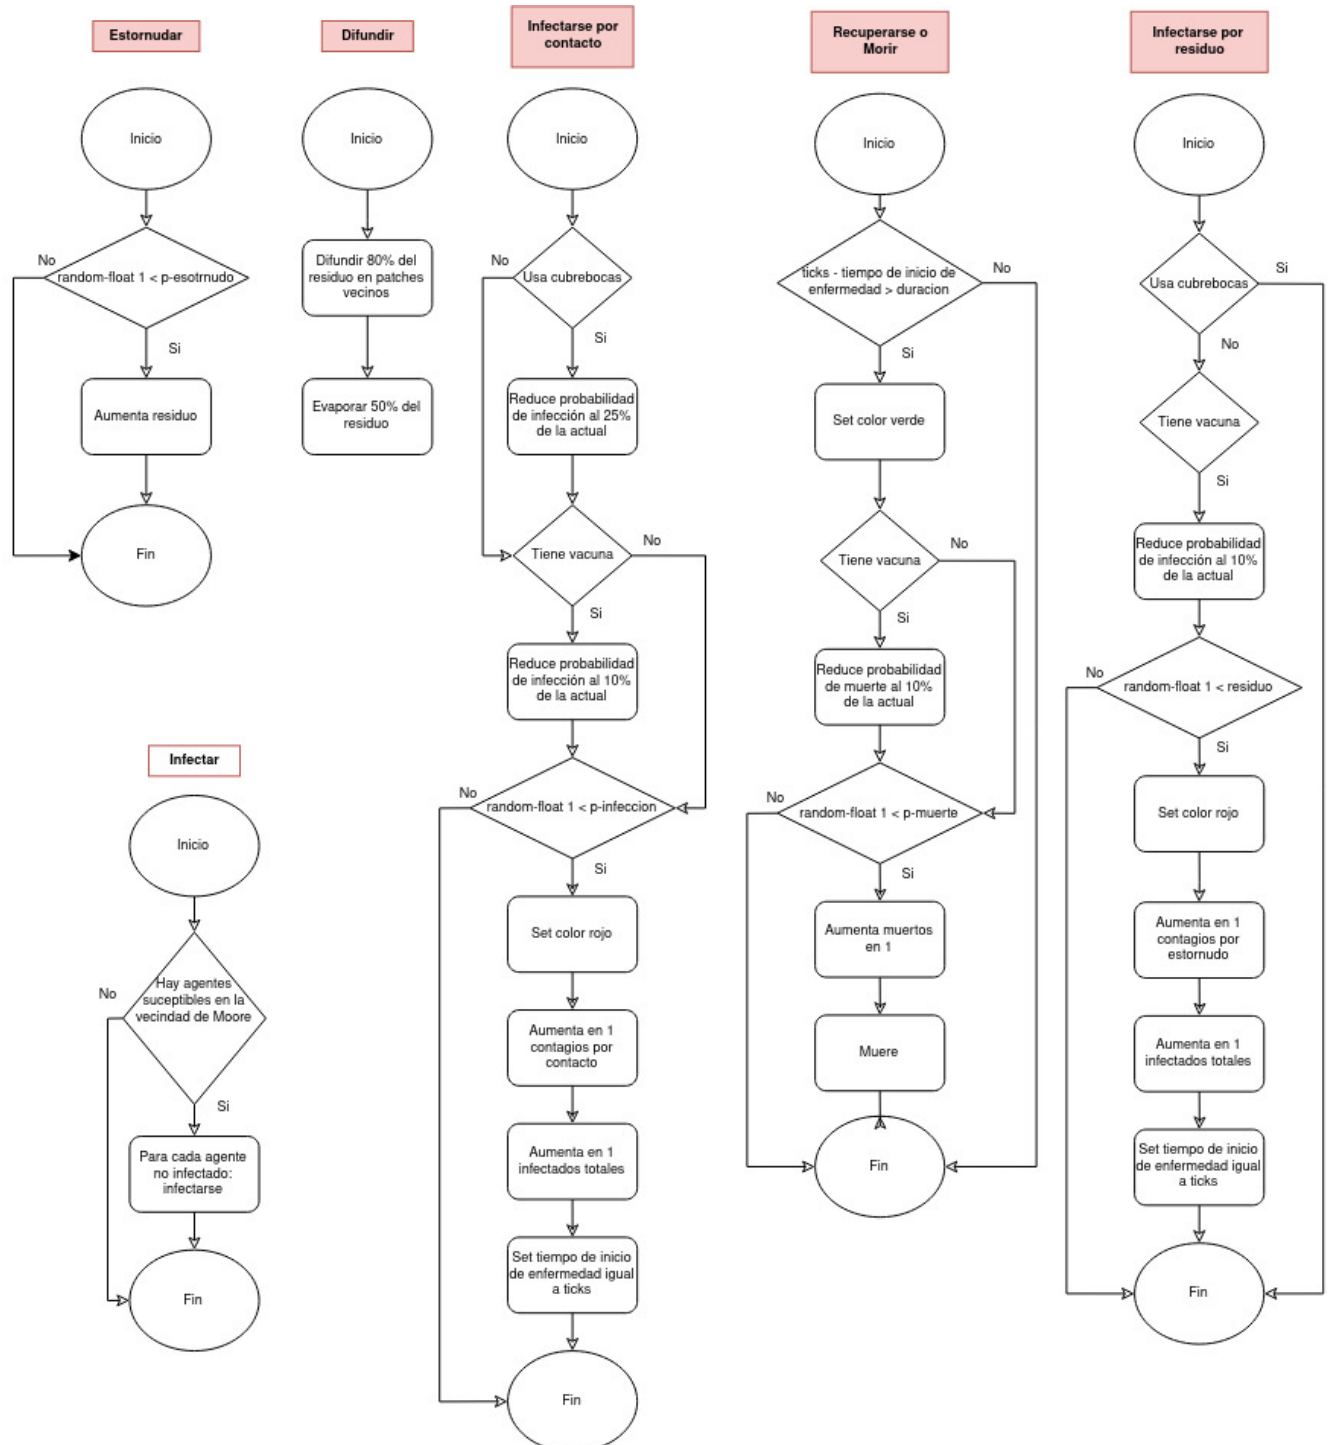 Estornudar
Inicio
No
random-float 1 < p-esotrnudo
Si
Aumenta residuo
Fin
Difundir
Inicio
Difundir 80% del
residuo en patches
vecinos
Evaporar 50% del
residuo
Infectarse por
contacto
Inicio
No
Usa cubrebocas
Si
Reduce probabilidad
de infección al 25%
de la actual
Tiene vacuna
No
Si
Reduce probabilidad
de infección al 10%
de la actual
No
random-float 1 < p-infeccion
Si
Set color rojo
Aumenta en 1
contagios por
contacto
Aumenta en 1
infectados totales
Set tiempo de inicio
de enfermedad igual
a ticks
Fin
Recuperarse o
Morir
Inicio
ticks - tiempo de inicio de
enfermedad > duracion
No
Si
Set color verde
Tiene vacuna
No
Si
Reduce probabilidad
de muerte al 10%
de la actual
No
random-float 1 < p-muerte
Si
Aumenta muertos
en 1
Muere
Fin
Infectarse por
residuo
Inicio
Usa cubrebocas
Si
No
Tiene vacuna
Si
Reduce probabilidad
de infección al 10%
de la actual
No
random-float 1 < residuo
Si
Set color rojo
Aumenta en 1
contagios por
estornudo
Aumenta en 1
infectados totales
Set tiempo de inicio
de enfermedad igual
a ticks
Fin
Infectar
Inicio
Hay agentes
suceptibles en la
vecindad de Moore
No
Si
Para cada agente
no infectado:
infectarse
Fin